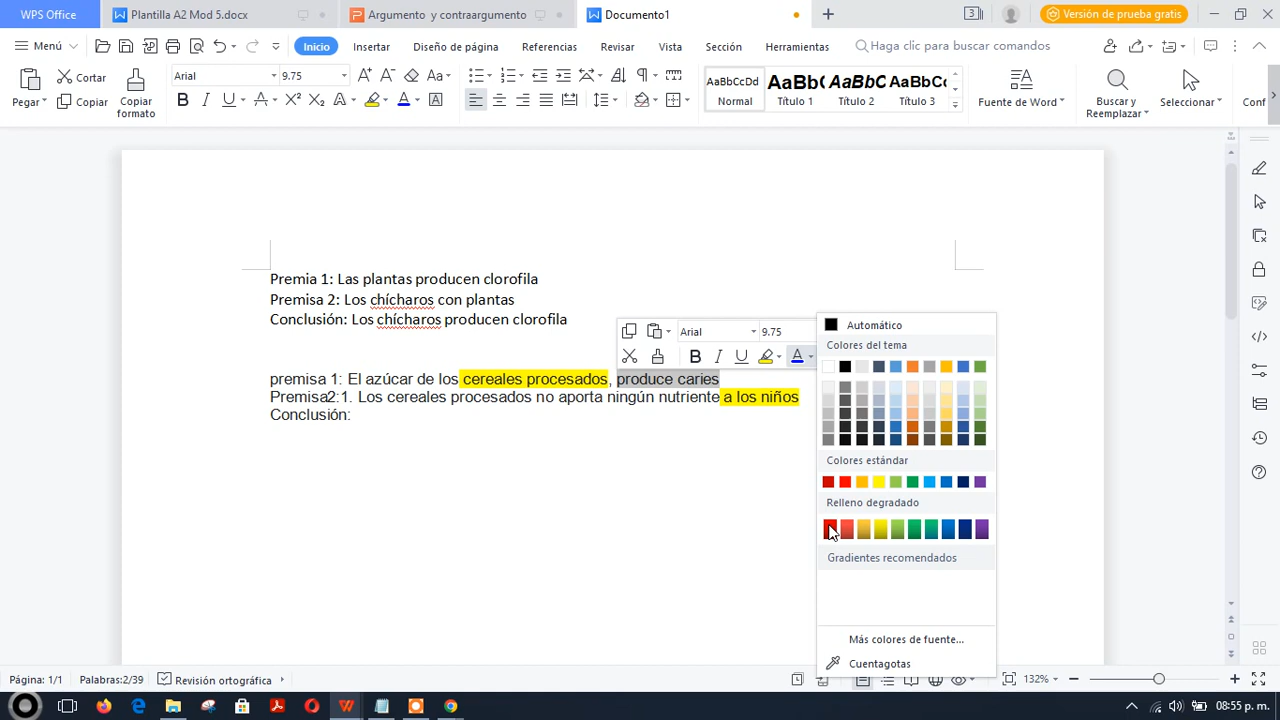 WPS Office
Plantilla A2 Mod 5.docx
Argumento y contraargumento
Documento1
3
Versión de prueba gratis
Menú
Inicio
Insertar
Diseño de página
Referencias
Revisar
Vista
Sección
Herramientas
Haga clic para buscar comandos
Pegar
Cortar
Copiar
Copiar formato
Arial
9.75
AaBbCcDd
Normal
AaBb(
Título 1
AaBbC
Título 2
AaBbCc
Título 3
Fuente de Word
Buscar y Reemplazar
Seleccionar
Conf
Premia 1: Las plantas producen clorofila
Premisa 2: Los chícharos con plantas
Conclusión: Los chícharos producen clorofila
premisa 1: El azúcar de los cereales procesados, produce caries
Premisa2:1. Los cereales procesados no aporta ningún nutriente a los niños
Conclusión:
Arial
9.75
Automático
Colores del tema
Colores estándar
Relleno degradado
Gradientes recomendados
Más colores de fuente...
Cuentagotas
Página: 1/1
Palabras:2/39
Revisión ortográfica
132%
08:55 p. m.